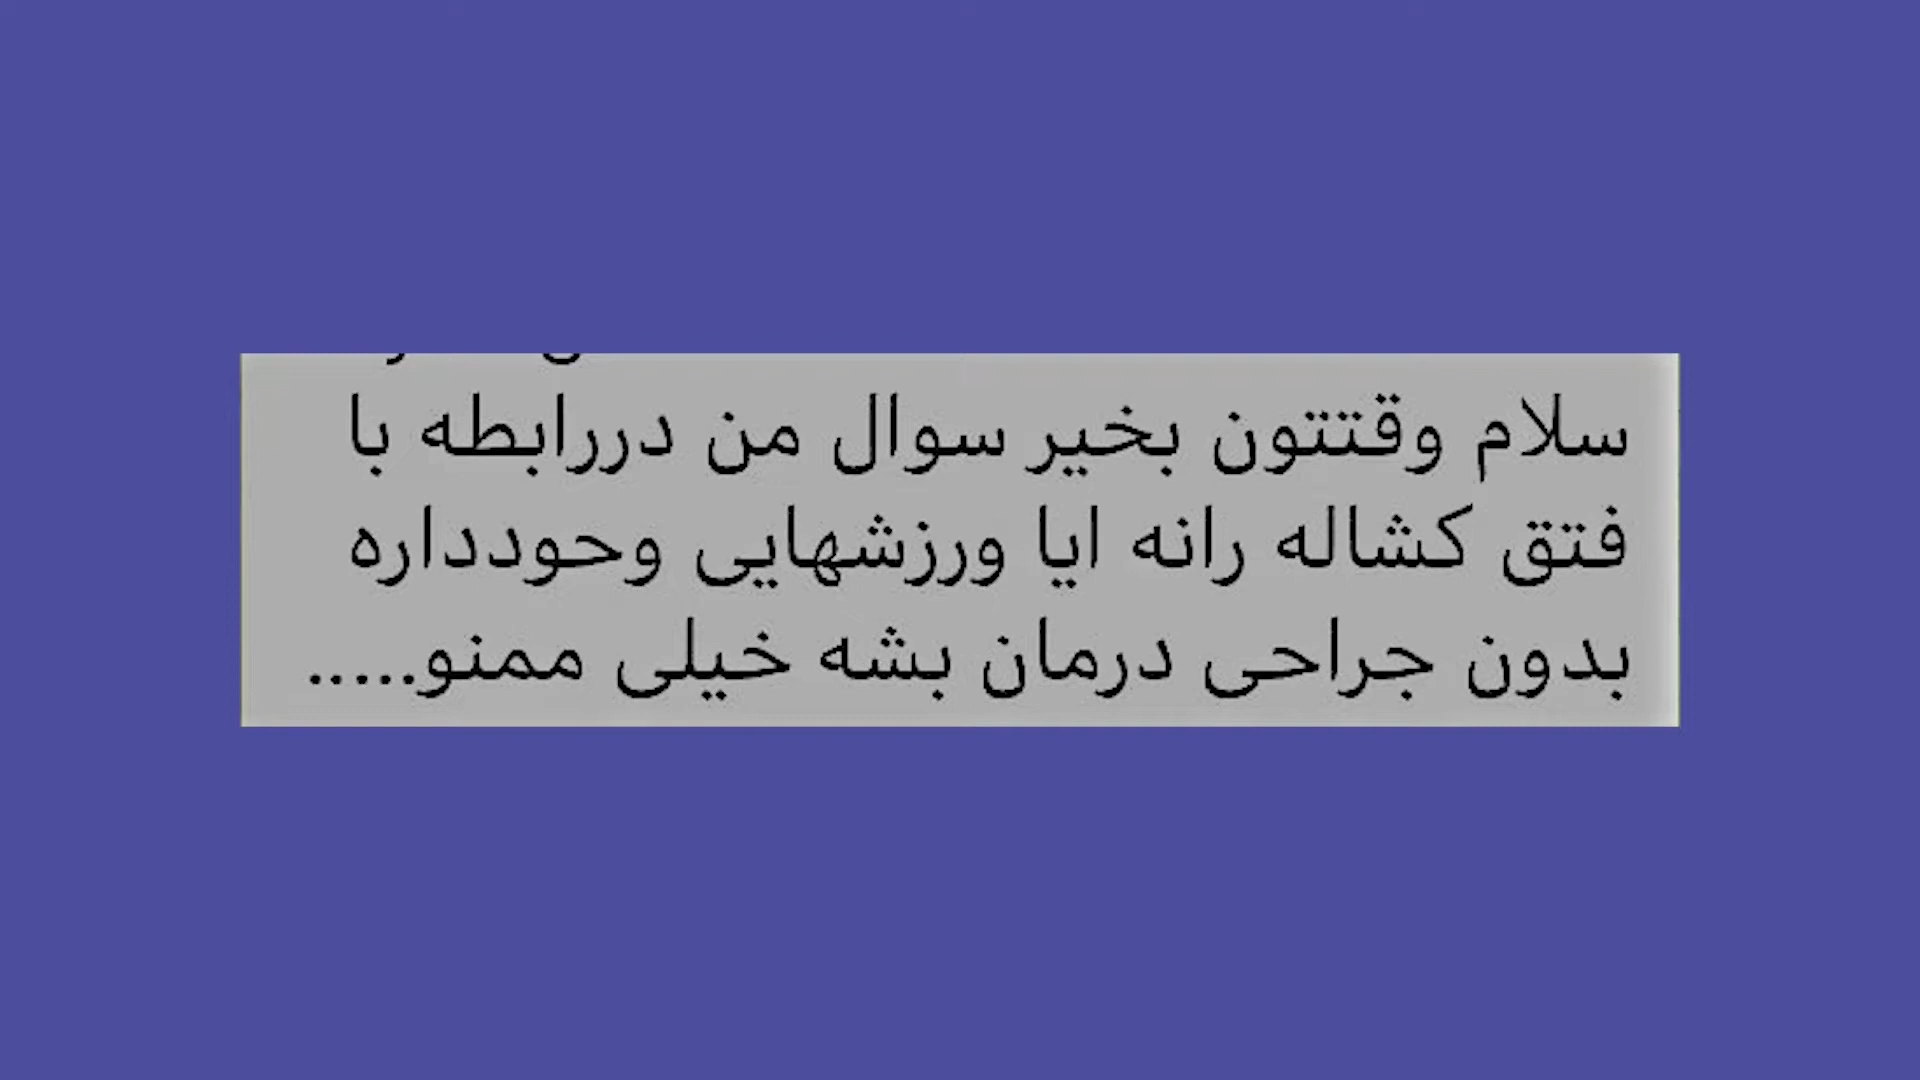 سلام وقتتون بخیر سوال من دررابطه با
فتق کشاله رانه ایا ورزشهایی وحودداره
بدون جراحی درمان بشه خیلی ممنو.....